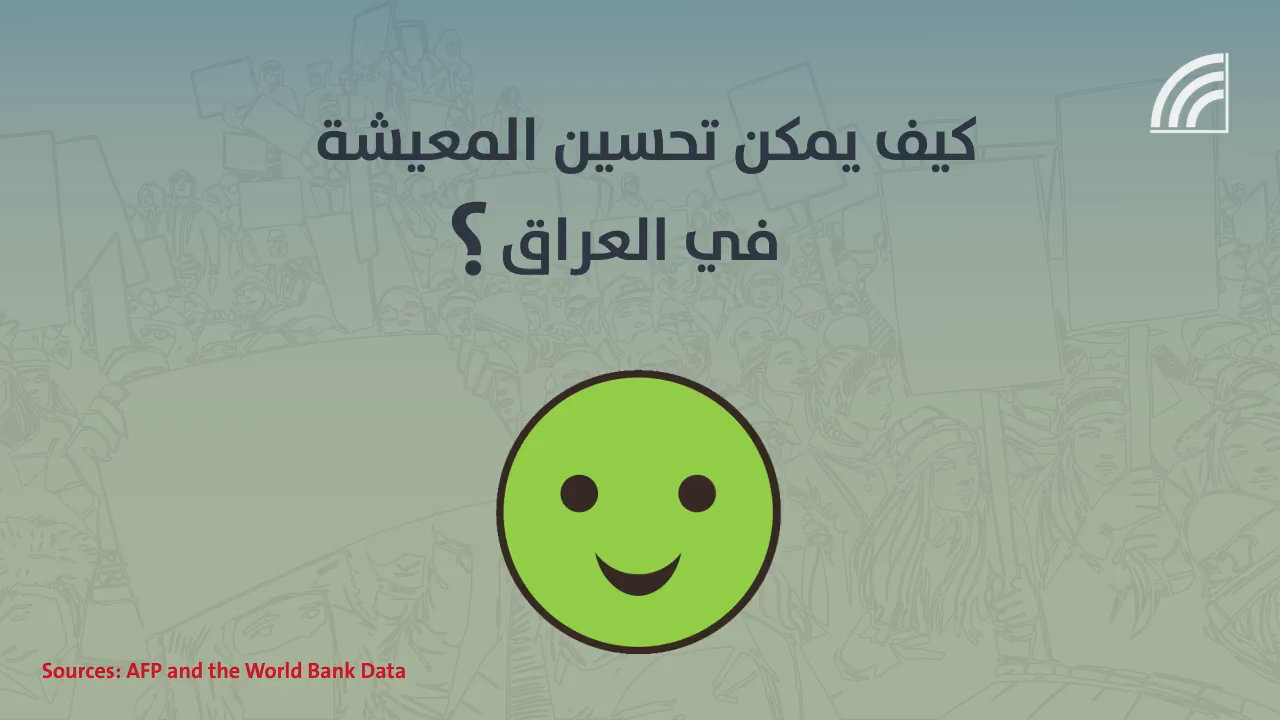 كيف يمكن تحسين المعيشة
في العراق؟
Sources: AFP and the World Bank Data